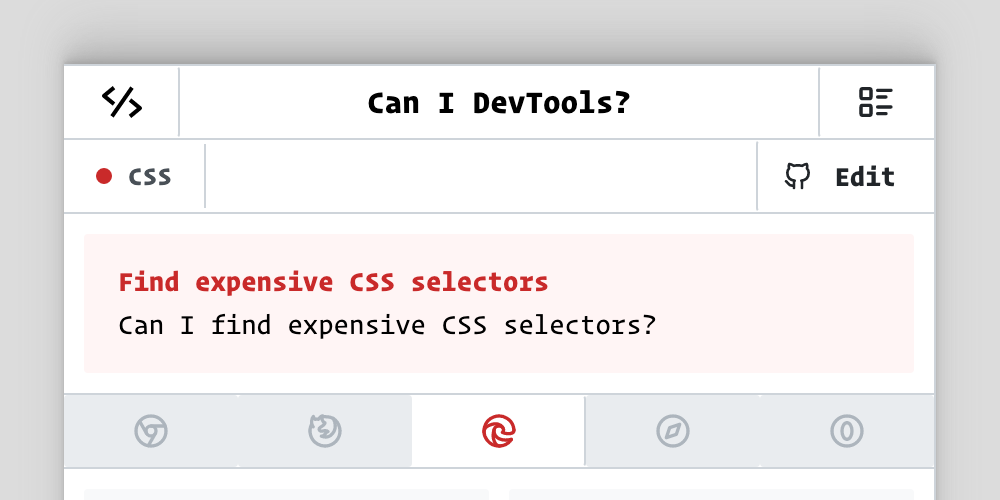 Can I DevTools?
CSS
Edit
Find expensive CSS selectors
Can I find expensive CSS selectors?